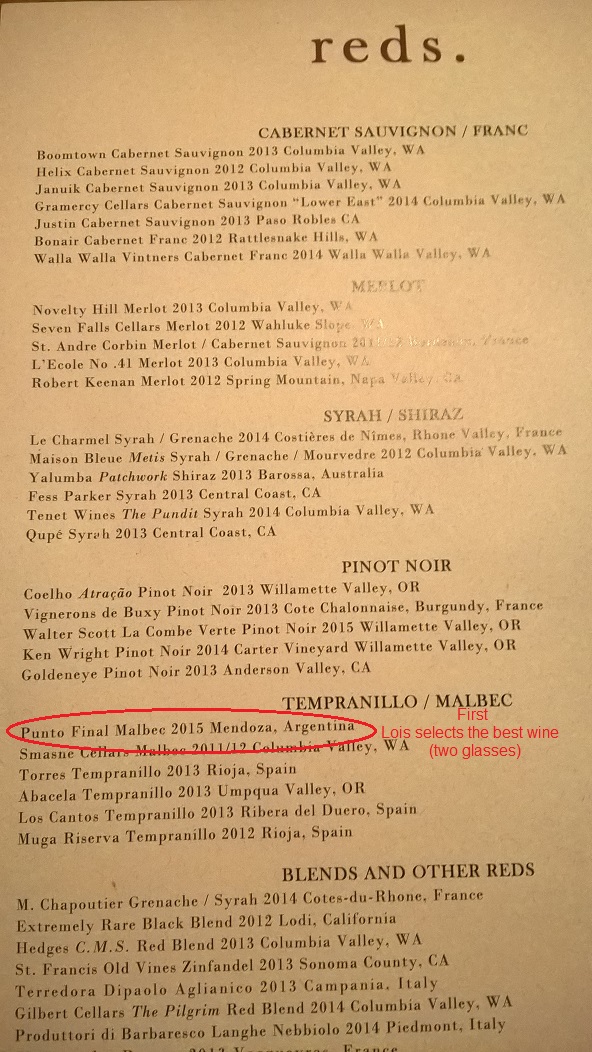 reds.
CABERNET SAUVIGNON / FRANC
Boomtown Cabernet Sauvignon 2013 Columbia Valley, WA
Helix Cabernet Sauvignon 2012 Columbia Valley, WA
Januik Cabernet Sauvignon 2013 Columbia Valley, WA
Gramercy Cellars Cabernet Sauvignon "Lower East" 2014 Columbia Valley, WA
Justin Cabernet Sauvignon 2013 Paso Robles CA
Bonair Cabernet Franc 2012 Rattlesnake Hills, WA
Walla Walla Vintners Cabernet Franc 2014 Walla Walla Valley, WA
MERLOT
Novelty Hill Merlot 2013 Columbia Valley, WA
Seven Falls Cellars Merlot 2012 Wahluke Slope, WA
St. Andre Corbin Merlot / Cabernet Sauvignon France
L'Ecole No .41 Merlot 2013 Columbia Valley, WA
Robert Keenan Merlot 2012 Spring Mountain, Napa Valley, CA
SYRAH / SHIRAZ
Le Charmel Syrah / Grenache 2014 Costières de Nîmes, Rhone Valley, France
Maison Bleue Metis Syrah / Grenache / Mourvedre 2012 Columbia Valley, WA
Yalumba Patchwork Shiraz 2013 Barossa, Australia
Fess Parker Syrah 2013 Central Coast, CA
Tenet Wines The Pundit Syrah 2014 Columbia Valley, WA
Qupé Syrah 2013 Central Coast, CA
PINOT NOIR
Coelho Atração Pinot Noir 2013 Willamette Valley, OR
Vignerons de Buxy Pinot Noir 2013 Cote Chalonnaise, Burgundy, France
Walter Scott La Combe Verte Pinot Noir 2015 Willamette Valley, OR
Ken Wright Pinot Noir 2014 Carter Vineyard Willamette Valley, OR
Goldeneye Pinot Noir 2013 Anderson Valley, CA
TEMPRANILLO / MALBEC
First
Lois selects the best wine
(two glasses)
Punto Final Malbec 2015 Mendoza, Argentina
Smasne Cellars Malbec 2011/12 Columbia Valley, WA
Torres Tempranillo 2013 Rioja, Spain
Abacela Tempranillo 2013 Umpqua Valley, OR
Los Cantos Tempranillo 2013 Ribera del Duero, Spain
Muga Riserva Tempranillo 2012 Rioja, Spain
BLENDS AND OTHER REDS
M. Chapoutier Grenache / Syrah 2014 Cotes-du-Rhone, France
Extremely Rare Black Blend 2012 Lodi, California
Hedges C.M.S. Red Blend 2013 Columbia Valley, WA
St. Francis Old Vines Zinfandel 2013 Sonoma County, CA
Terredora Dipaolo Aglianico 2013 Campania, Italy
Gilbert Cellars The Pilgrim Red Blend 2014 Columbia Valley, WA
Produttori di Barbaresco Langhe Nebbiolo 2014 Piedmont, Italy